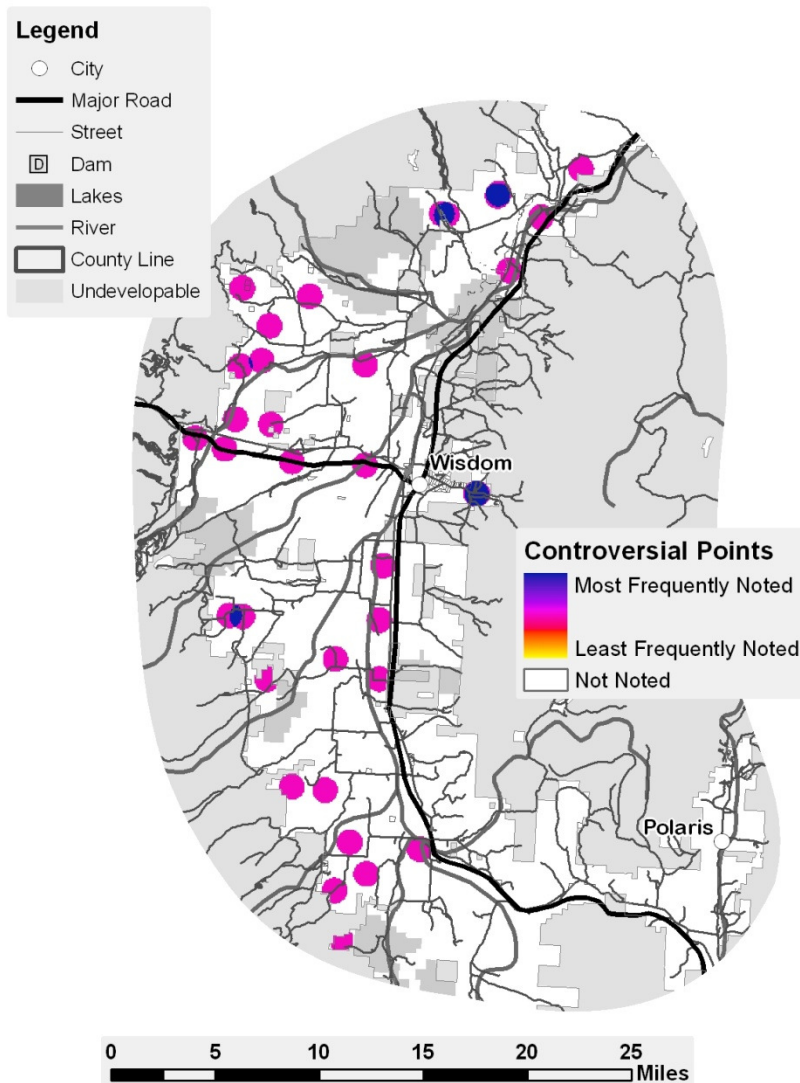 Legend
City
Major Road
Street
D Dam
Lakes
River
County Line
Undevelopable
Wisdom
Controversial Points
Most Frequently Noted
Least Frequently Noted
Not Noted
Polaris
0 5 10 15 20 25
Miles